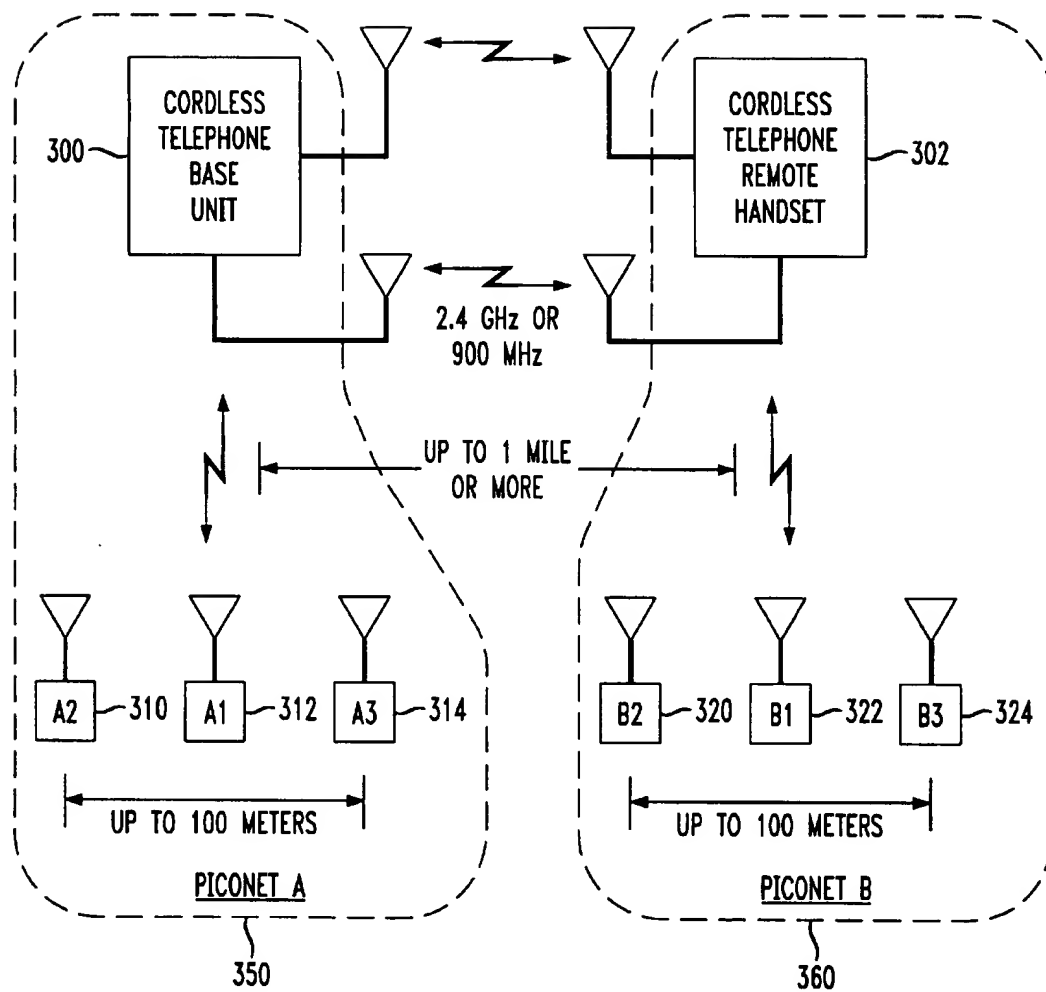 CORDLESS
TELEPHONE
BASE
UNIT
300
CORDLESS
TELEPHONE
REMOTE
HANDSET
302
2.4 GHz OR
900 MHz
UP TO 1 MILE
OR MORE
A2
310
A1
312
A3
314
B2
320
B1
322
B3
324
UP TO 100 METERS
UP TO 100 METERS
PICONET A
PICONET B
350
360